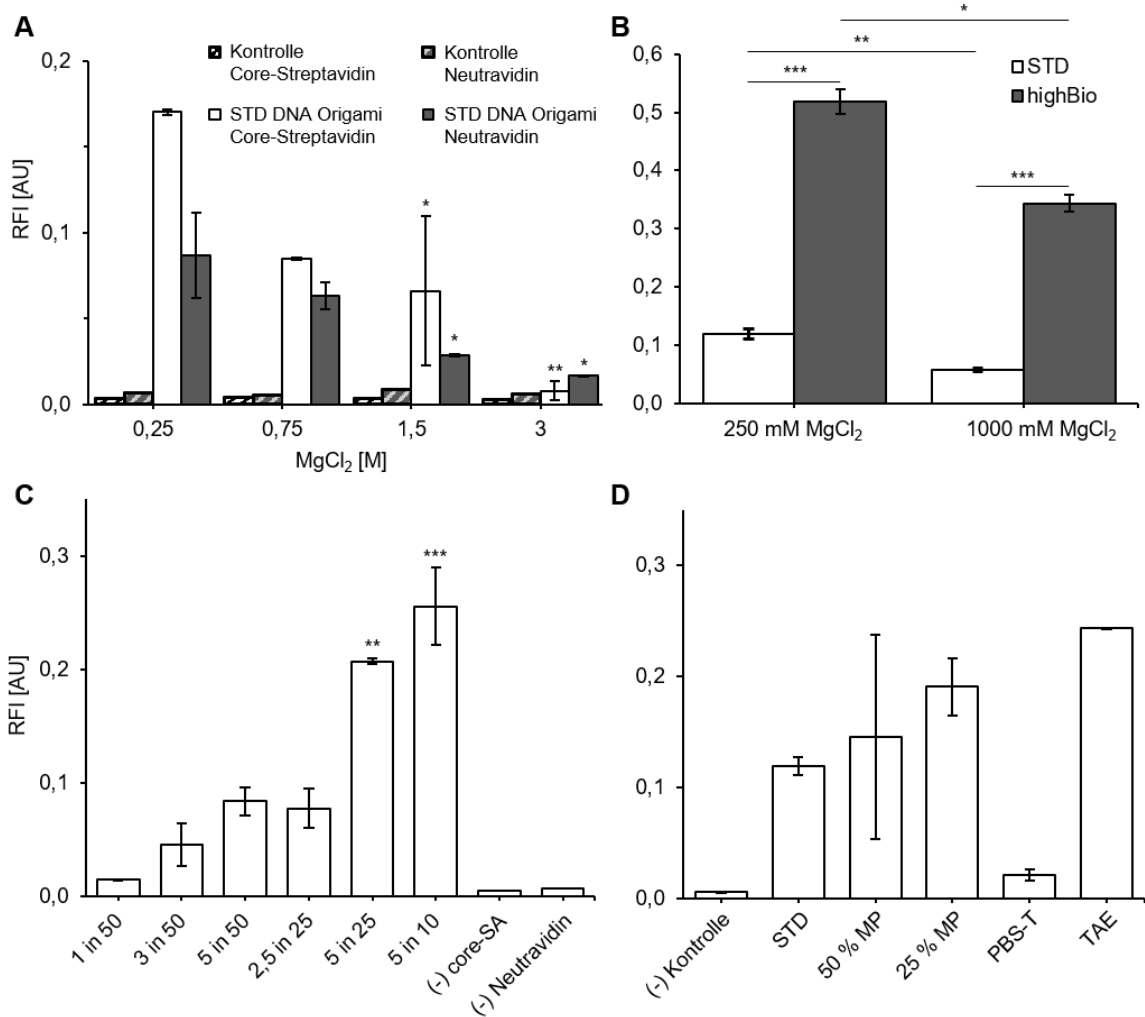 A
0,2
0,1
0,0
RFI [AU]
Kontrolle
Core-Streptavidin
Kontrolle
Neutravidin
STD DNA Origami
Core-Streptavidin
STD DNA Origami
Neutravidin
*
*
**
*
0,25
0,75
1,5
3
MgCl₂ [M]
B
*
**
***
***
STD
highBio
0,6
0,5
0,4
0,3
0,2
0,1
0,0
250 mM MgCl₂
1000 mM MgCl₂
C
0,3
0,2
0,1
0,0
RFI [AU]
**
***
1 in 50
3 in 50
5 in 50
2,5 in 25
5 in 25
5 in 10
(-) core-SA
(-) Neutravidin
D
0,3
0,2
0,1
0,0
(-) Kontrolle
STD
50 % MP
25 % MP
PBS-T
TAE